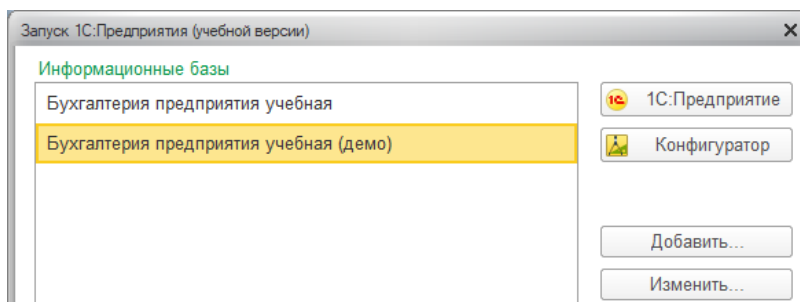 Запуск 1С:Предприятия (учебной версии)
Информационные базы
Бухгалтерия предприятия учебная
Бухгалтерия предприятия учебная (демо)
1С:Предприятие
Конфигуратор
Добавить...
Изменить...